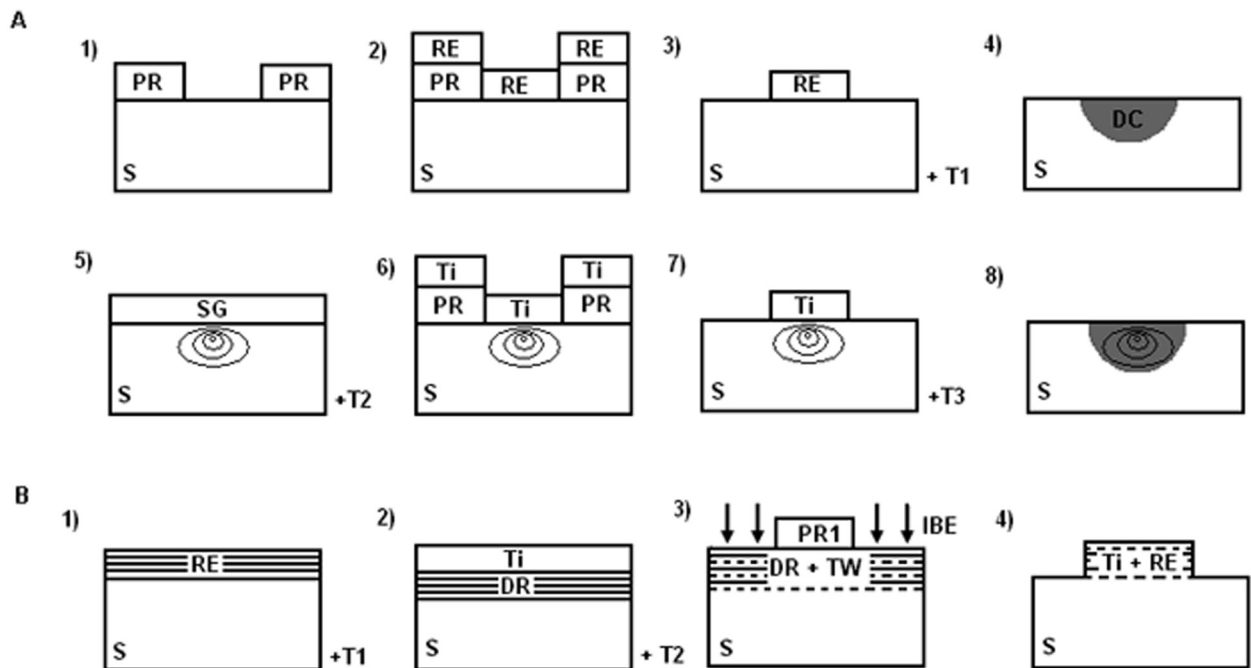 A
1) PR PR S
2) RE RE PR RE PR S
3) RE S + T1
4) DC S
5) SG S +T2
6) Ti Ti PR Ti PR S
7) Ti S +T3
8) S
B
1) RE S +T1
2) Ti DR S + T2
3) PR1 IBE DR + TW S
4) Ti + RE S